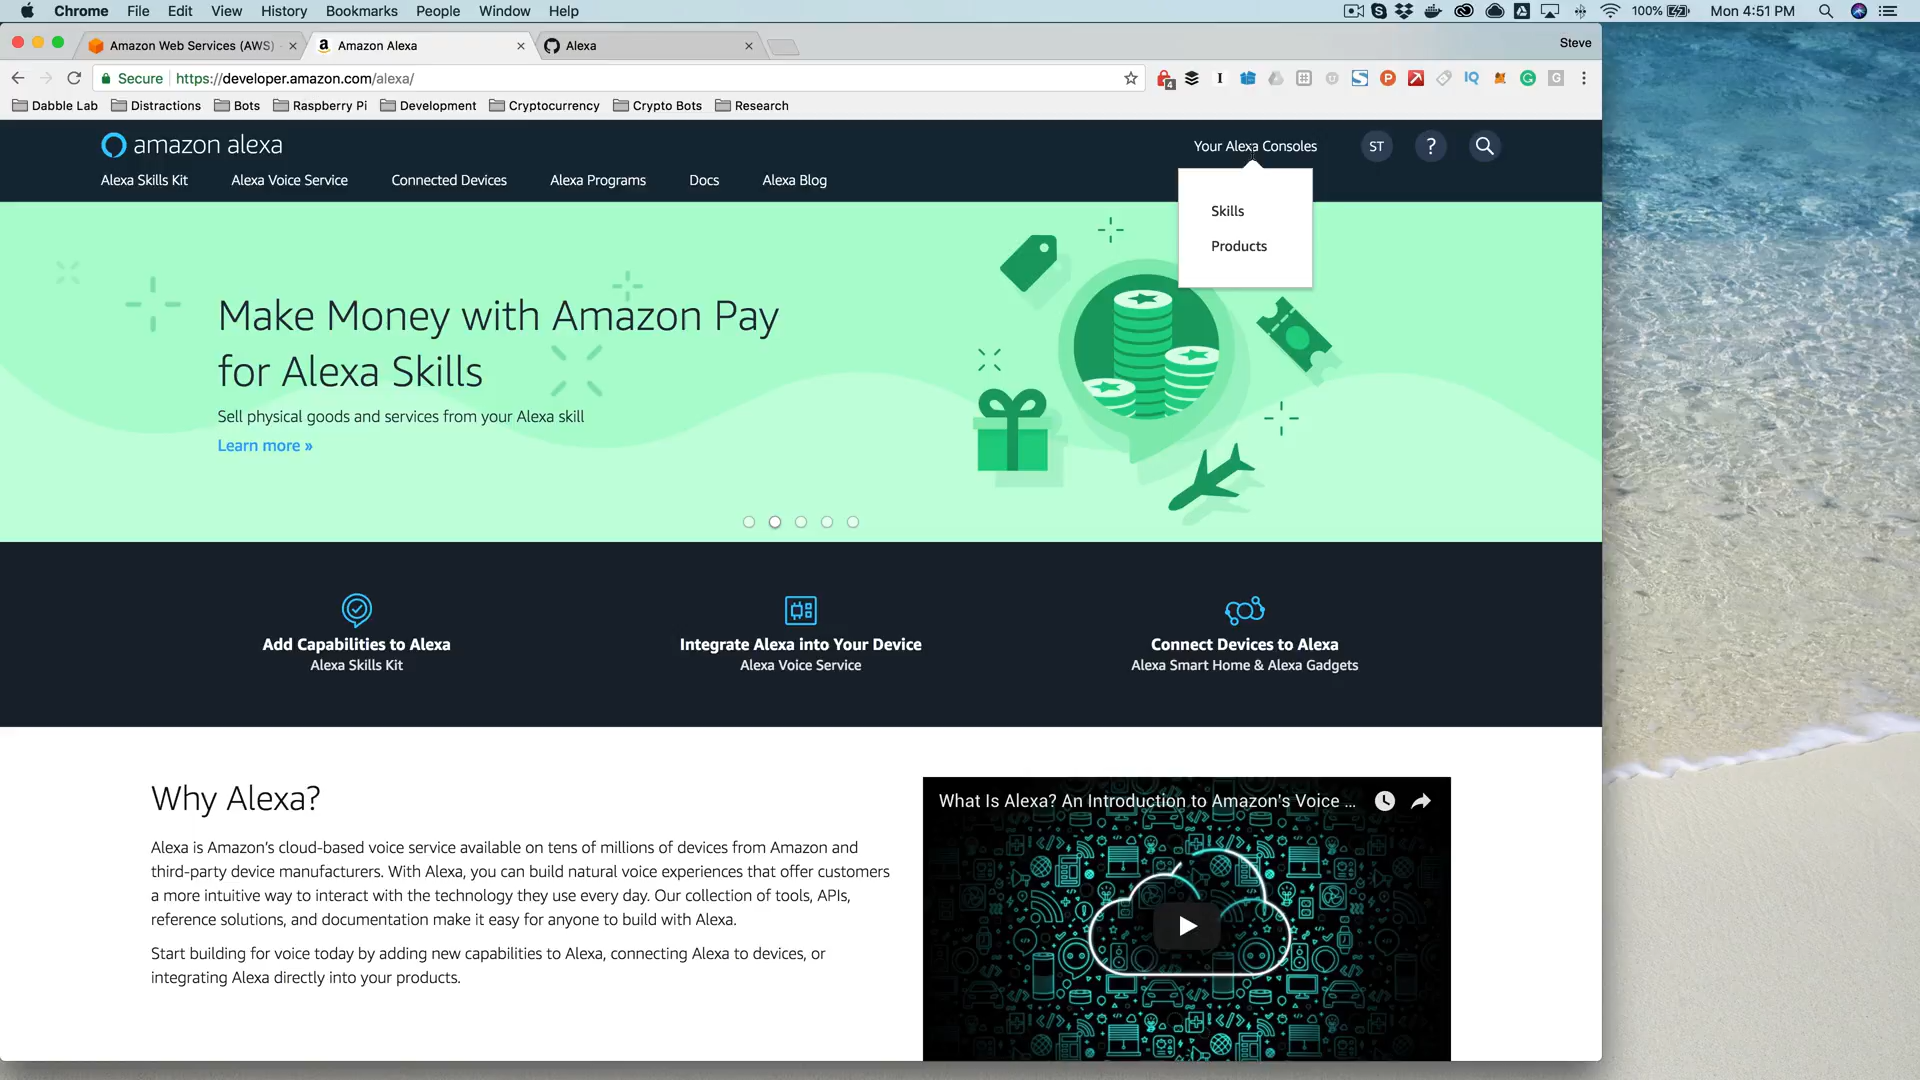 Chrome File Edit View History Bookmarks People Window Help 100% Mon 4:51 PM
Amazon Web Services (AWS) Amazon Alexa Alexa Steve
Secure https://developer.amazon.com/alexa/
Dabble Lab Distractions Bots Raspberry Pi Development Cryptocurrency Crypto Bots Research
amazon alexa
Your Alexa Consoles ST ?
Alexa Skills Kit Alexa Voice Service Connected Devices Alexa Programs Docs Alexa Blog
Skills
Products
Make Money with Amazon Pay
for Alexa Skills
Sell physical goods and services from your Alexa skill
Learn more »
Add Capabilities to Alexa
Alexa Skills Kit
Integrate Alexa into Your Device
Alexa Voice Service
Connect Devices to Alexa
Alexa Smart Home & Alexa Gadgets
Why Alexa?
Alexa is Amazon's cloud-based voice service available on tens of millions of devices from Amazon and
third-party device manufacturers. With Alexa, you can build natural voice experiences that offer customers
a more intuitive way to interact with the technology they use every day. Our collection of tools, APIs,
reference solutions, and documentation make it easy for anyone to build with Alexa.
Start building for voice today by adding new capabilities to Alexa, connecting Alexa to devices, or
integrating Alexa directly into your products.
What Is Alexa? An Introduction to Amazon's Voice ...